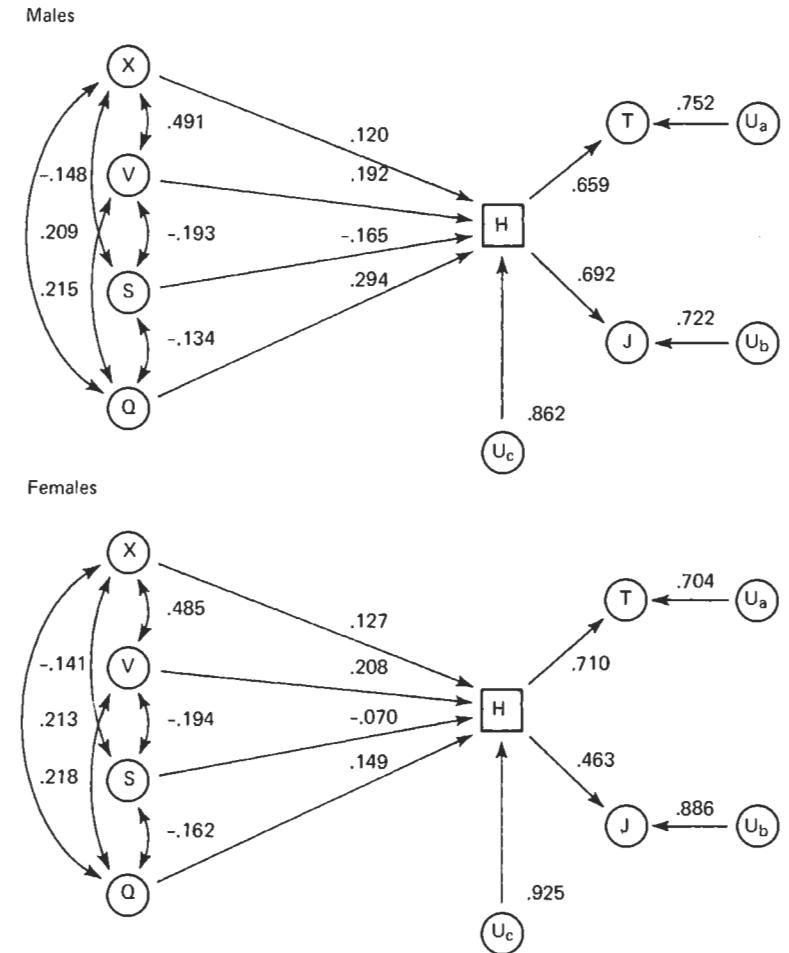 Males
X
.491
.120
T
.752
Ua
-.148
V
.192
.659
H
.209
-.193
-.165
.215
S
.294
.692
-.134
J
.722
Ub
Q
.862
Uc
Females
X
.485
.127
T
.704
Ua
-.141
V
.208
.710
H
.213
-.194
-.070
.218
S
.149
.463
-.162
J
.886
Ub
Q
.925
Uc